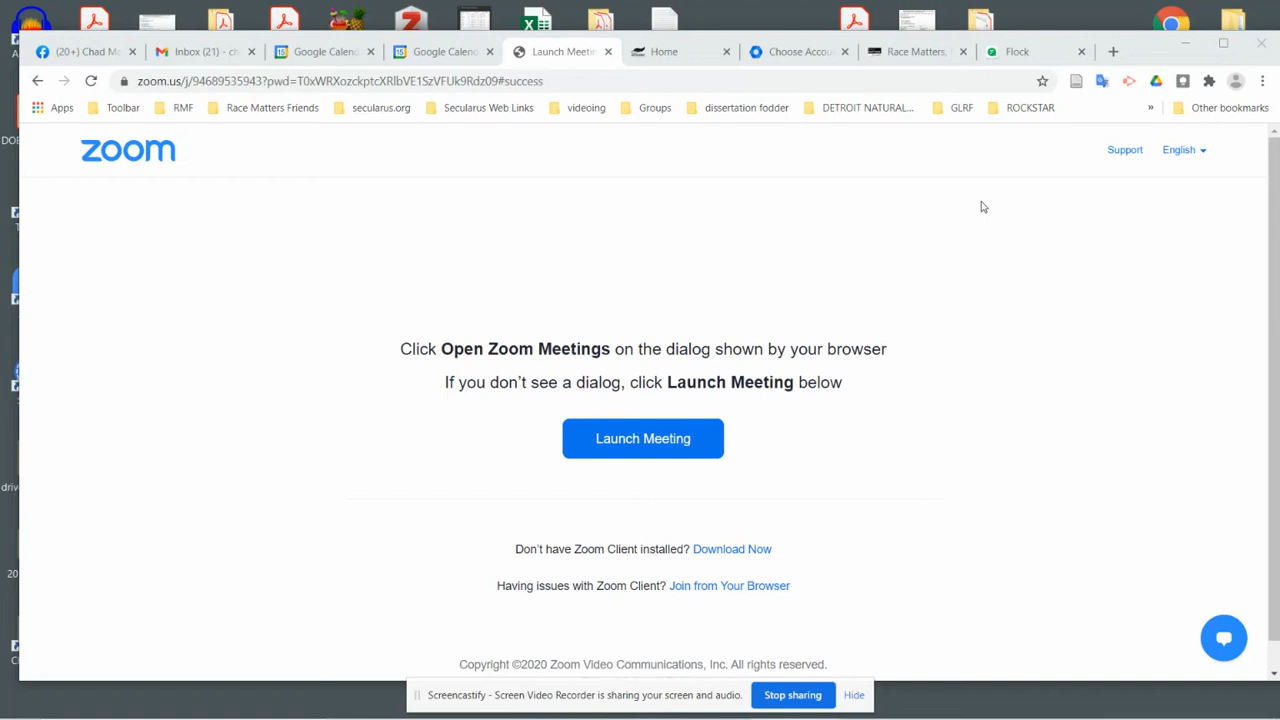 (20+) Chad M
Inbox (21) - c
Google Calend
Google Calend
Launch Meetin
Home
Choose Accou
Race Matters,
Flock
zoom.us/j/94689535943?pwd=T0xWRXozckptcXRlbVE1SzVFUk9Rdz09#success
Apps
Toolbar
RMF
Race Matters Friends
secularus.org
Secularus Web Links
videoing
Groups
dissertation fodder
DETROIT NATURAL...
GLRF
ROCKSTAR
»
Other bookmarks
zoom
Support
English
Click Open Zoom Meetings on the dialog shown by your browser
If you don't see a dialog, click Launch Meeting below
Launch Meeting
Don't have Zoom Client installed? Download Now
Having issues with Zoom Client? Join from Your Browser
Copyright ©2020 Zoom Video Communications, Inc. All rights reserved.
Screencastify - Screen Video Recorder is sharing your screen and audio.
Stop sharing
Hide